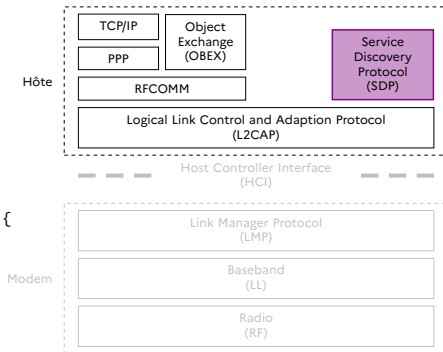 TCP/IP
Object
Exchange
(OBEX)
PPP
RFCOMM
Service
Discovery
Protocol
(SDP)
Hôte
Logical Link Control and Adaption Protocol
(L2CAP)
Host Controller Interface
(HCI)
{
Link Manager Protocol
(LMP)
Modem
Baseband
(LL)
Radio
(RF)